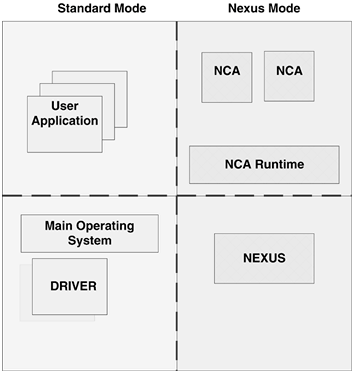 Standard Mode
Nexus Mode
User
Application
NCA
NCA
NCA Runtime
Main Operating
System
DRIVER
NEXUS